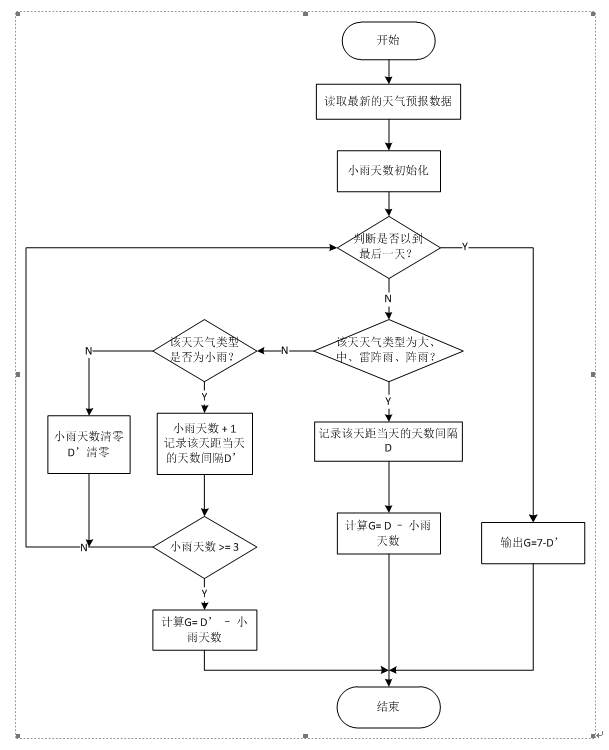 开始
读取最新的天气预报数据
小雨天数初始化
判断是否以到
最后一天？
Y
N
该天天气类型
是否为小雨？
N
N
该天天气类型为大、
中、雷阵雨、阵雨？
Y
Y
小雨天数清零
D’清零
小雨天数 + 1
记录该天距当天
的天数间隔D’
记录该天距当天的天数间隔
D
计算G= D – 小雨
天数
输出G=7-D’
N
小雨天数 >= 3
Y
计算G= D’ – 小
雨天数
结束